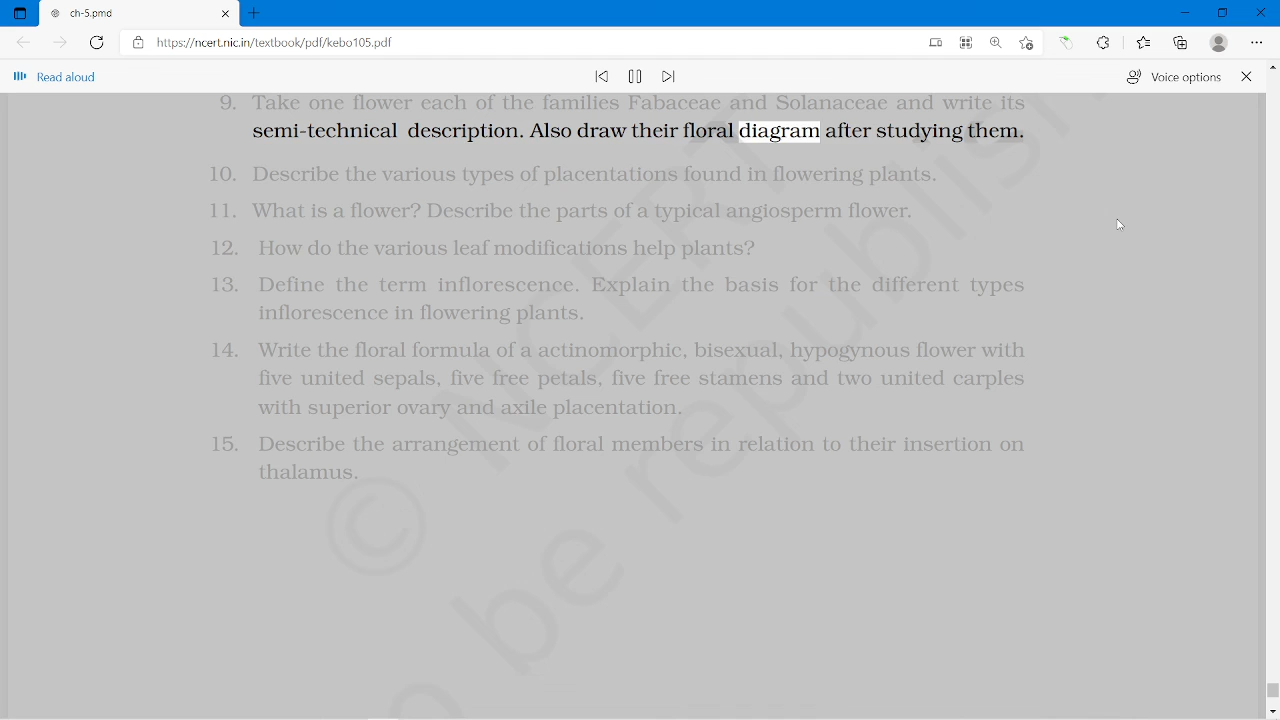 ch-5.pmd
https://ncert.nic.in/textbook/pdf/kebo105.pdf
Read aloud
Voice options
9. Take one flower each of the families Fabaceae and Solanaceae and write its
semi-technical description. Also draw their floral diagram after studying them.
10. Describe the various types of placentations found in flowering plants.
11. What is a flower? Describe the parts of a typical angiosperm flower.
12. How do the various leaf modifications help plants?
13. Define the term inflorescence. Explain the basis for the different types
inflorescence in flowering plants.
14. Write the floral formula of a actinomorphic, bisexual, hypogynous flower with
five united sepals, five free petals, five free stamens and two united carples
with superior ovary and axile placentation.
15. Describe the arrangement of floral members in relation to their insertion on
thalamus.
© NCERT
o be republish